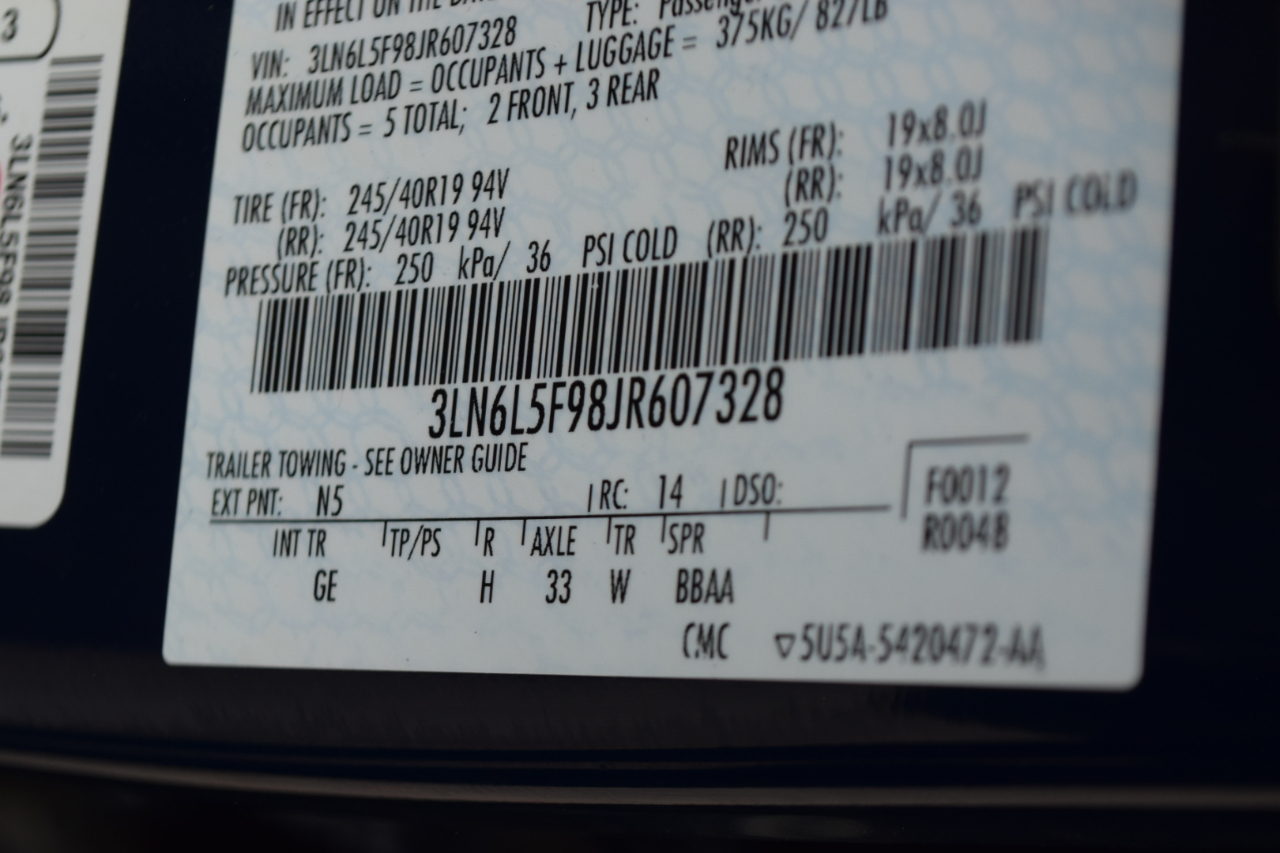 3
IN EFFECT ON THE
VIN: 3LN6L5F98JR607328 TYPE: Passenger
MAXIMUM LOAD = OCCUPANTS + LUGGAGE = 375KG/ 827LB
OCCUPANTS = 5 TOTAL; 2 FRONT, 3 REAR
TIRE (FR): 245/40R19 94V RIMS (FR): 19x8.0J
(RR): 245/40R19 94V (RR): 19x8.0J
PRESSURE (FR): 250 kPa/ 36 PSI COLD (RR): 250 kPa/ 36 PSI COLD
3LN6L5F98JR607328
TRAILER TOWING - SEE OWNER GUIDE
EXT PNT: N5 RC: 14 DSO: F0012
R0048
INT TR TP/PS R AXLE TR SPR
GE H 33 W BBAA
CMC ▽5U5A-5420472-AA